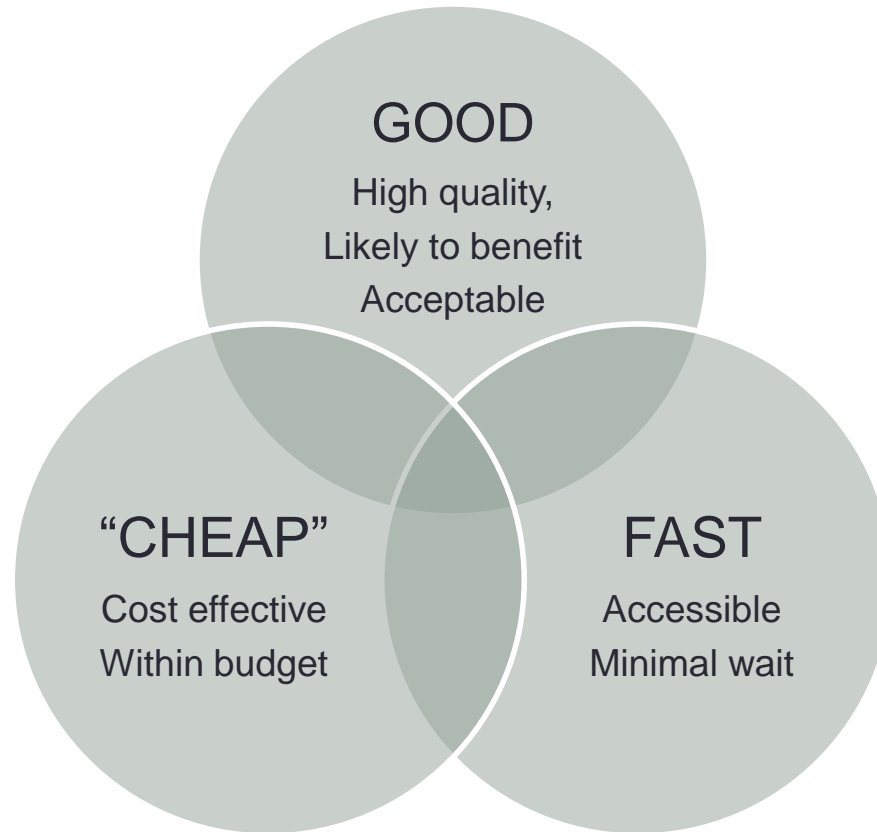 GOOD
High quality,
Likely to benefit
Acceptable
“CHEAP”
Cost effective
Within budget
FAST
Accessible
Minimal wait